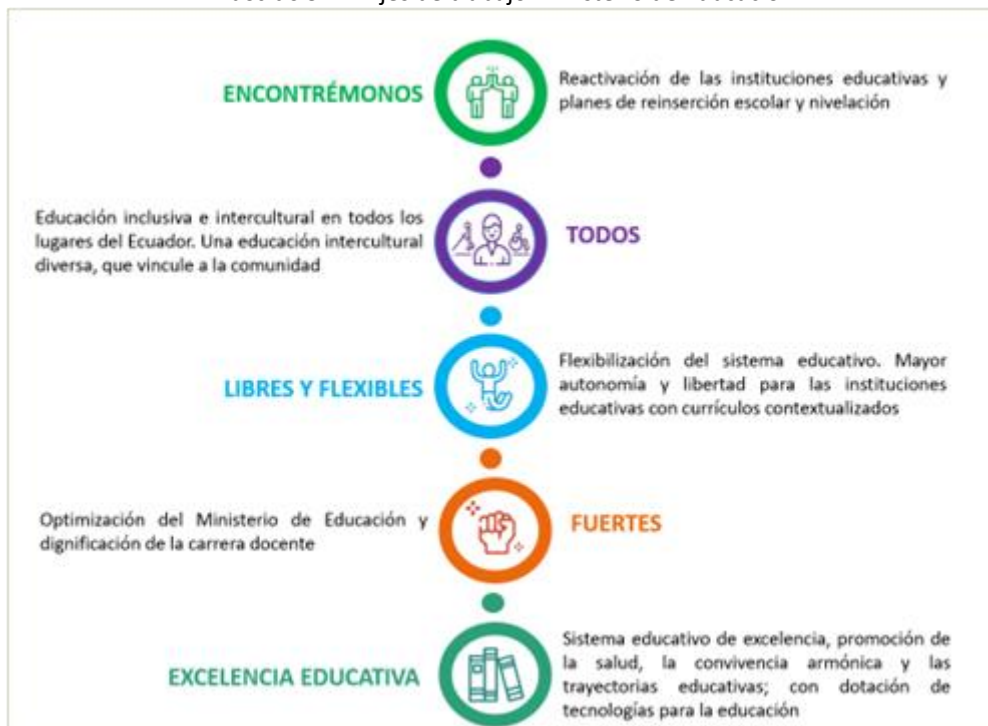 ENCONTRÉMONOS
Reactivación de las instituciones educativas y
planes de reinserción escolar y nivelación
Educación inclusiva e intercultural en todos los
lugares del Ecuador. Una educación intercultural
diversa, que vincule a la comunidad
TODOS
LIBRES Y FLEXIBLES
Flexibilización del sistema educativo. Mayor
autonomía y libertad para las instituciones
educativas con currículos contextualizados
Optimización del Ministerio de Educación y
dignificación de la carrera docente
FUERTES
EXCELENCIA EDUCATIVA
Sistema educativo de excelencia, promoción de
la salud, la convivencia armónica y las
trayectorias educativas; con dotación de
tecnologías para la educación